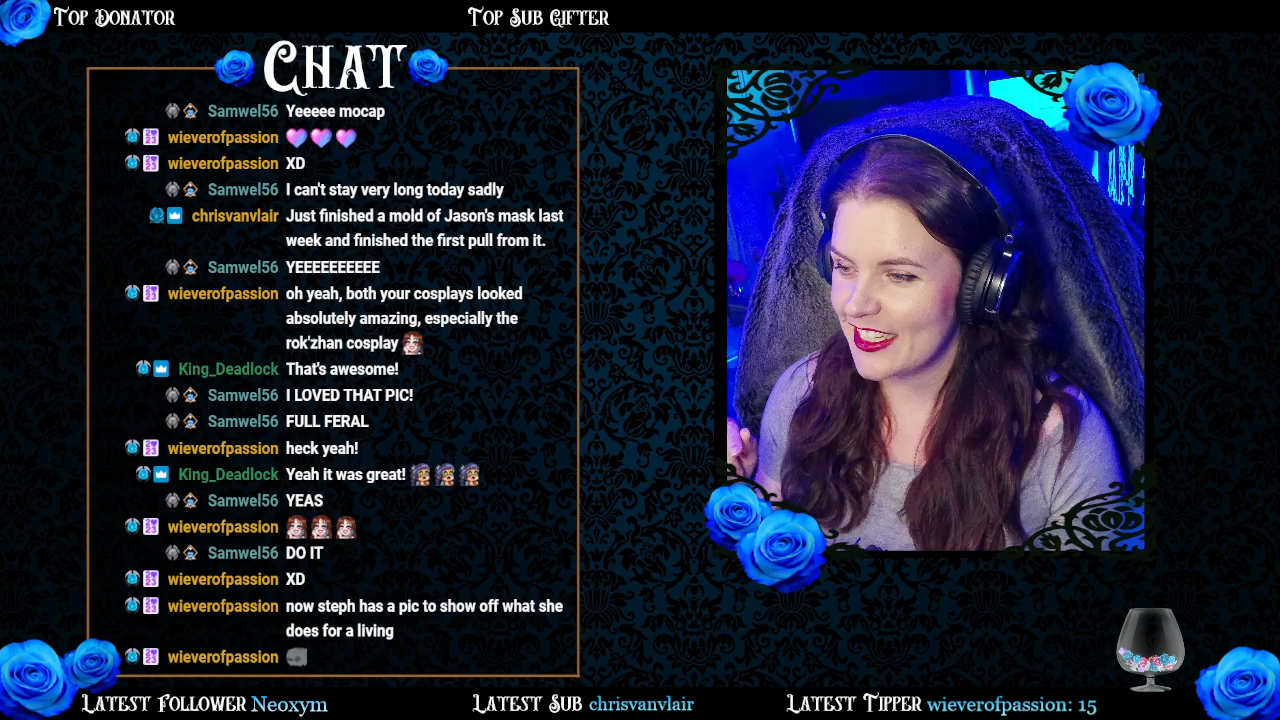 Top Donator
Top Sub Gifter
Chat
Samwel56 Yeeeee mocap
wieverofpassion
wieverofpassion XD
Samwel56 I can't stay very long today sadly
chrisvanvlair Just finished a mold of Jason's mask last
week and finished the first pull from it.
Samwel56 YEEEEEEEEEE
wieverofpassion oh yeah, both your cosplays looked
absolutely amazing, especially the
rok'zhan cosplay
King_Deadlock That's awesome!
Samwel56 I LOVED THAT PIC!
Samwel56 FULL FERAL
wieverofpassion heck yeah!
King_Deadlock Yeah it was great!
Samwel56 YEAS
wieverofpassion
Samwel56 DO IT
wieverofpassion XD
wieverofpassion now steph has a pic to show off what she
does for a living
wieverofpassion
Latest Follower Neoxym
Latest Sub chrisvanvlair
Latest Tipper wieverofpassion: 15